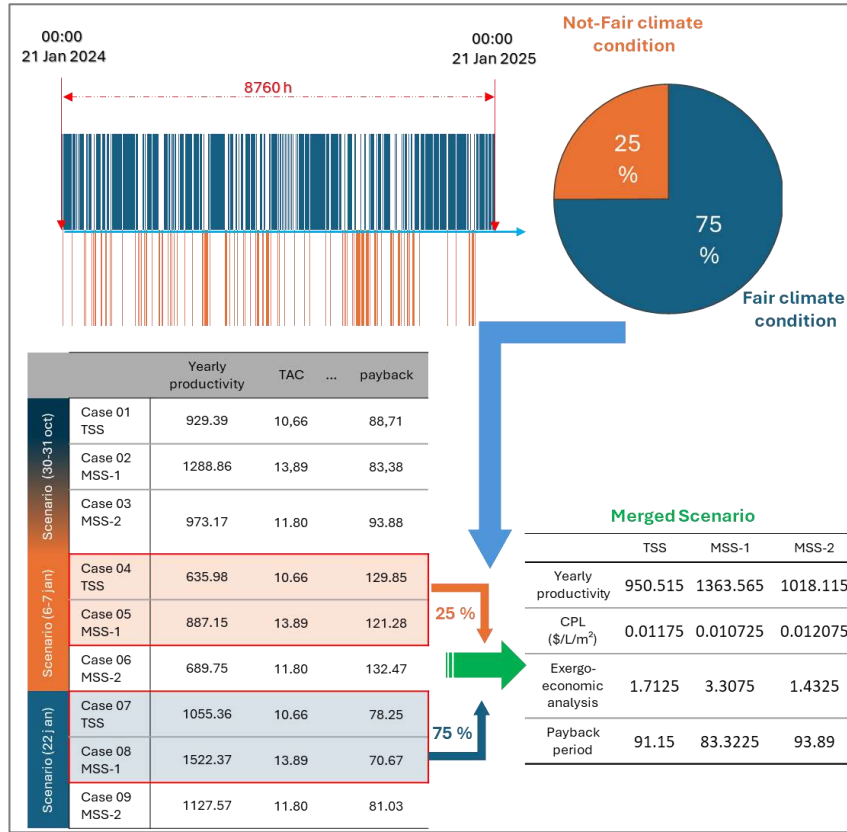 00:00
21 Jan 2024
00:00
21 Jan 2025
8760 h
Not-Fair climate
condition
25
%
75
%
Fair climate
condition
Yearly
productivity
TAC
...
payback
Scenario (30-31 oct)
Case 01
TSS
929.39
10,66
88,71
Case 02
MSS-1
1288.86
13,89
83,38
Case 03
MSS-2
973.17
11.80
93.88
Scenario (6-7 jan)
Case 04
TSS
635.98
10.66
129.85
Case 05
MSS-1
887.15
13.89
121.28
Case 06
MSS-2
689.75
11.80
132.47
Scenario (22 jan)
Case 07
TSS
1055.36
10.66
78.25
Case 08
MSS-1
1522.37
13.89
70.67
Case 09
MSS-2
1127.57
11.80
81.03
25 %
75 %
Merged Scenario
TSS
MSS-1
MSS-2
Yearly
productivity
950.515
1363.565
1018.115
CPL
($/L/m²)
0.01175
0.010725
0.012075
Exergo-
economic
analysis
1.7125
3.3075
1.4325
Payback
period
91.15
83.3225
93.89